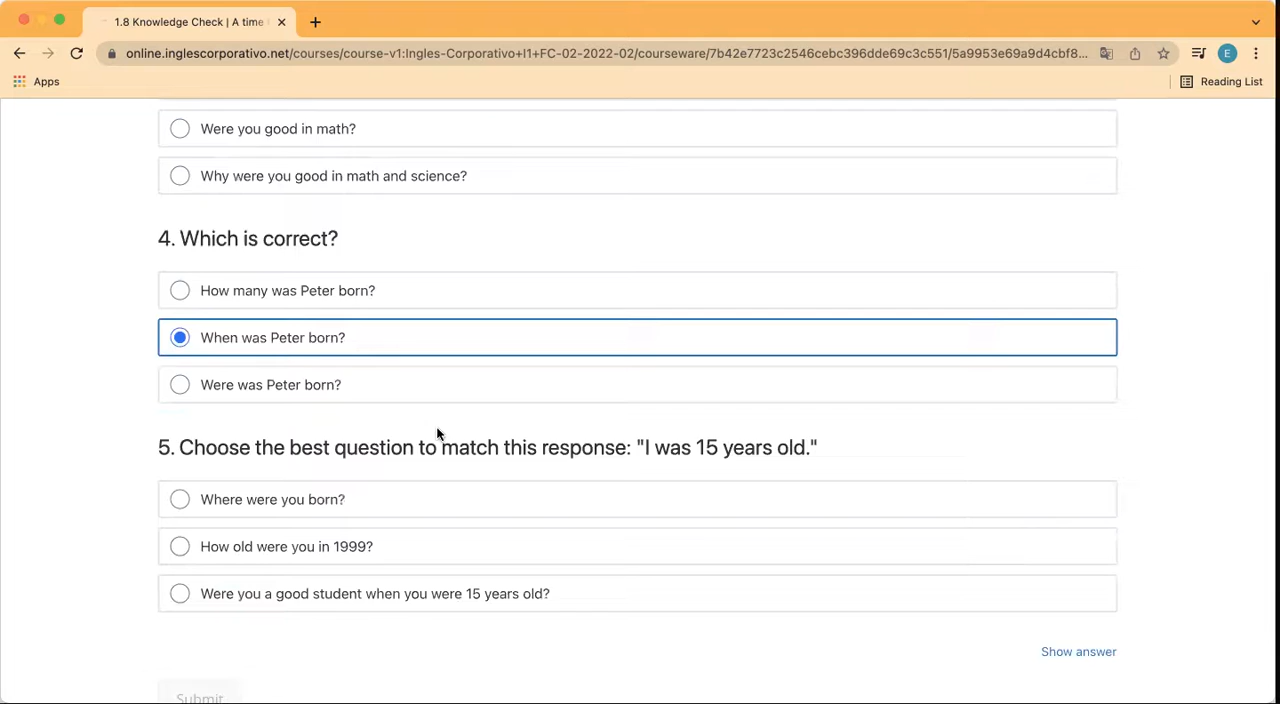 1.8 Knowledge Check | A time
online.inglescorporativo.net/courses/course-v1:Ingles-Corporativo+I1+FC-02-2022-02/courseware/7b42e7723c2546cebc396dde69c3c551/5a9953e69a9d4cbf8...
E
Apps
Reading List
Were you good in math?
Why were you good in math and science?
4. Which is correct?
How many was Peter born?
When was Peter born?
Were was Peter born?
5. Choose the best question to match this response: "I was 15 years old."
Where were you born?
How old were you in 1999?
Were you a good student when you were 15 years old?
Show answer
Submit